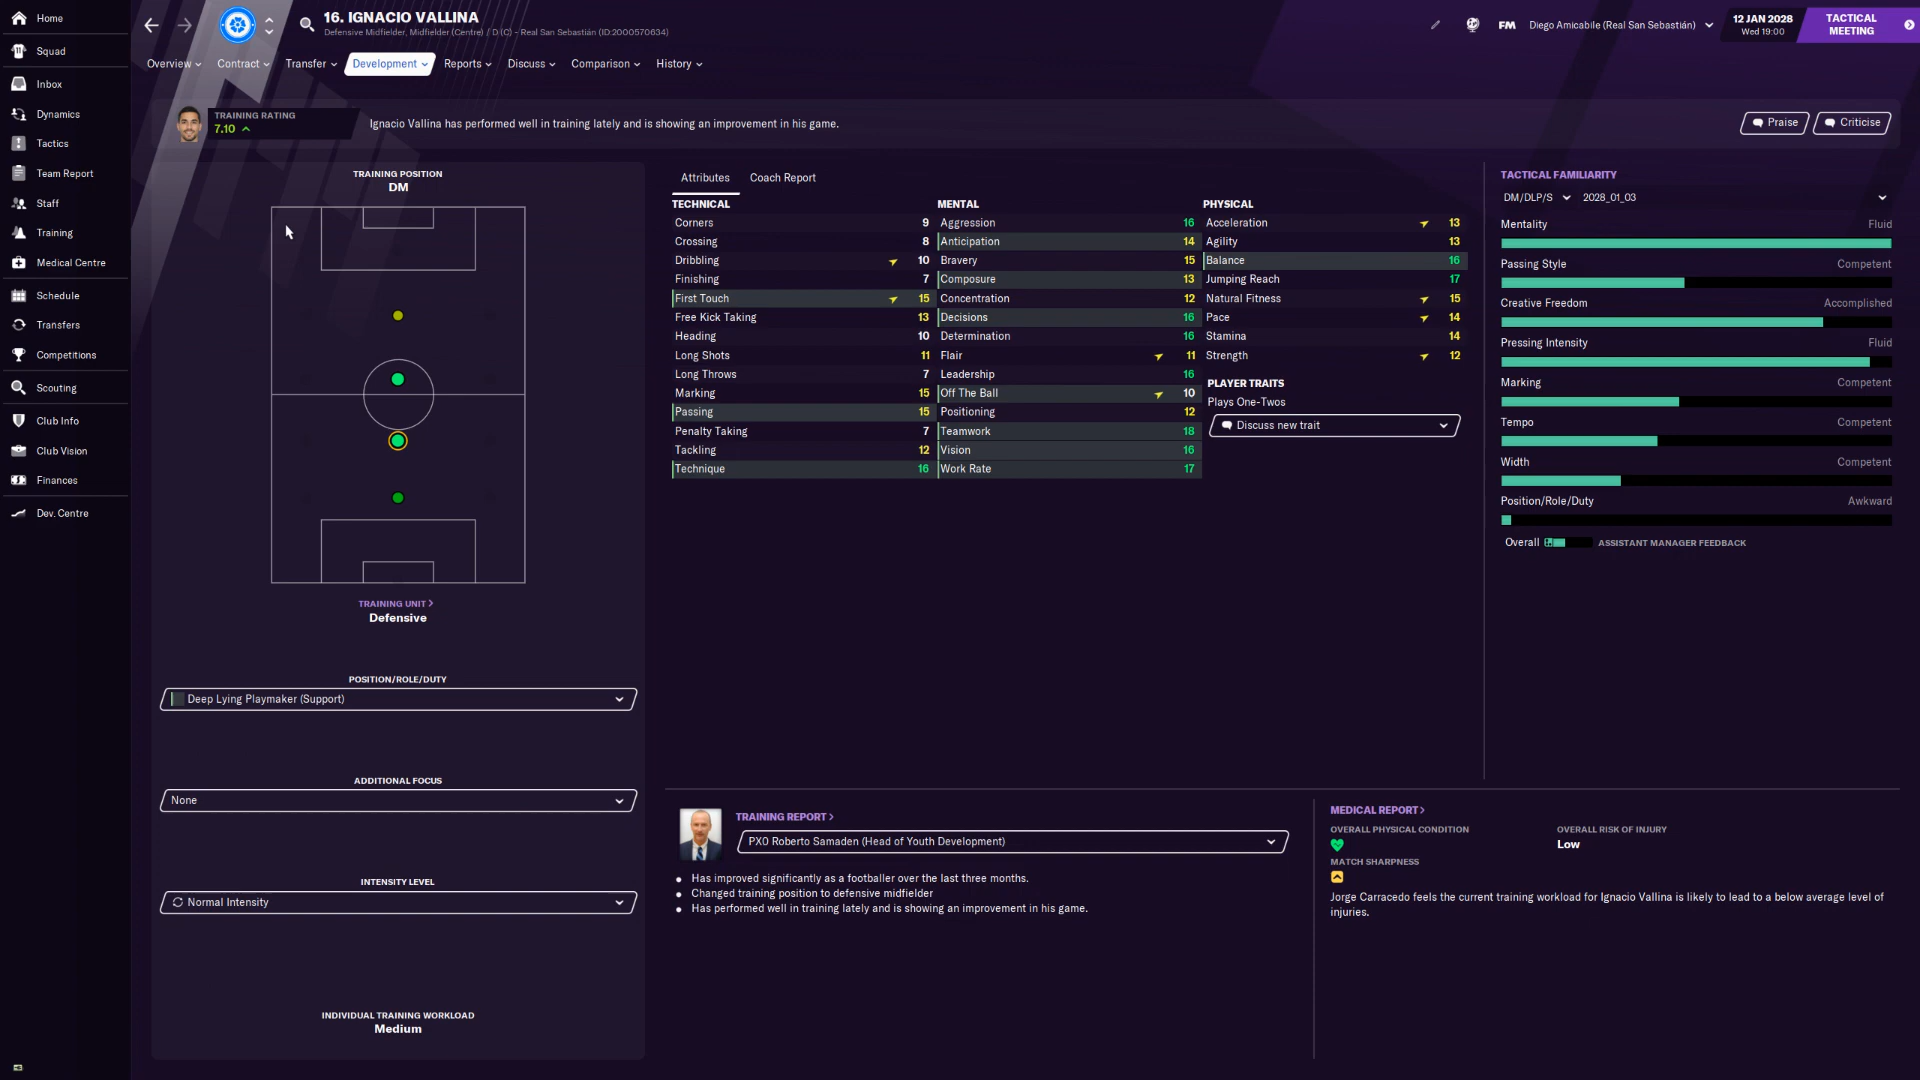 Home
Squad
Inbox
Dynamics
Tactics
Team Report
Staff
Training
Medical Centre
Schedule
Transfers
Competitions
Scouting
Club Info
Club Vision
Finances
Dev. Centre
16. IGNACIO VALLINA
Defensive Midfielder, Midfielder (Centre) / D (C) - Real San Sebastián (ID:2000570634)
FM
Diego Amicabile (Real San Sebastián)
12 JAN 2028
Wed 19:00
TACTICAL MEETING
Overview
Contract
Transfer
Development
Reports
Discuss
Comparison
History
TRAINING RATING
7.10
Ignacio Vallina has performed well in training lately and is showing an improvement in his game.
Praise
Criticise
TRAINING POSITION
DM
TRAINING UNIT
Defensive
POSITION/ROLE/DUTY
Deep Lying Playmaker (Support)
ADDITIONAL FOCUS
None
INTENSITY LEVEL
Normal Intensity
INDIVIDUAL TRAINING WORKLOAD
Medium
Attributes
Coach Report
TECHNICAL
Corners 9
Crossing 8
Dribbling 10
Finishing 7
First Touch 15
Free Kick Taking 13
Heading 10
Long Shots 11
Long Throws 7
Marking 15
Passing 15
Penalty Taking 7
Tackling 12
Technique 16
MENTAL
Aggression 16
Anticipation 14
Bravery 15
Composure 13
Concentration 12
Decisions 16
Determination 16
Flair 11
Leadership 16
Off The Ball 10
Positioning 12
Teamwork 18
Vision 16
Work Rate 17
PHYSICAL
Acceleration 13
Agility 13
Balance 16
Jumping Reach 17
Natural Fitness 15
Pace 14
Stamina 14
Strength 12
PLAYER TRAITS
Plays One-Twos
Discuss new trait
TACTICAL FAMILIARITY
DM/DLP/S
2028_01_03
Mentality Fluid
Passing Style Competent
Creative Freedom Accomplished
Pressing Intensity Fluid
Marking Competent
Tempo Competent
Width Competent
Position/Role/Duty Awkward
Overall
ASSISTANT MANAGER FEEDBACK
TRAINING REPORT
PX0 Roberto Samaden (Head of Youth Development)
Has improved significantly as a footballer over the last three months.
Changed training position to defensive midfielder
Has performed well in training lately and is showing an improvement in his game.
MEDICAL REPORT
OVERALL PHYSICAL CONDITION
OVERALL RISK OF INJURY
Low
MATCH SHARPNESS
Jorge Carracedo feels the current training workload for Ignacio Vallina is likely to lead to a below average level of
injuries.